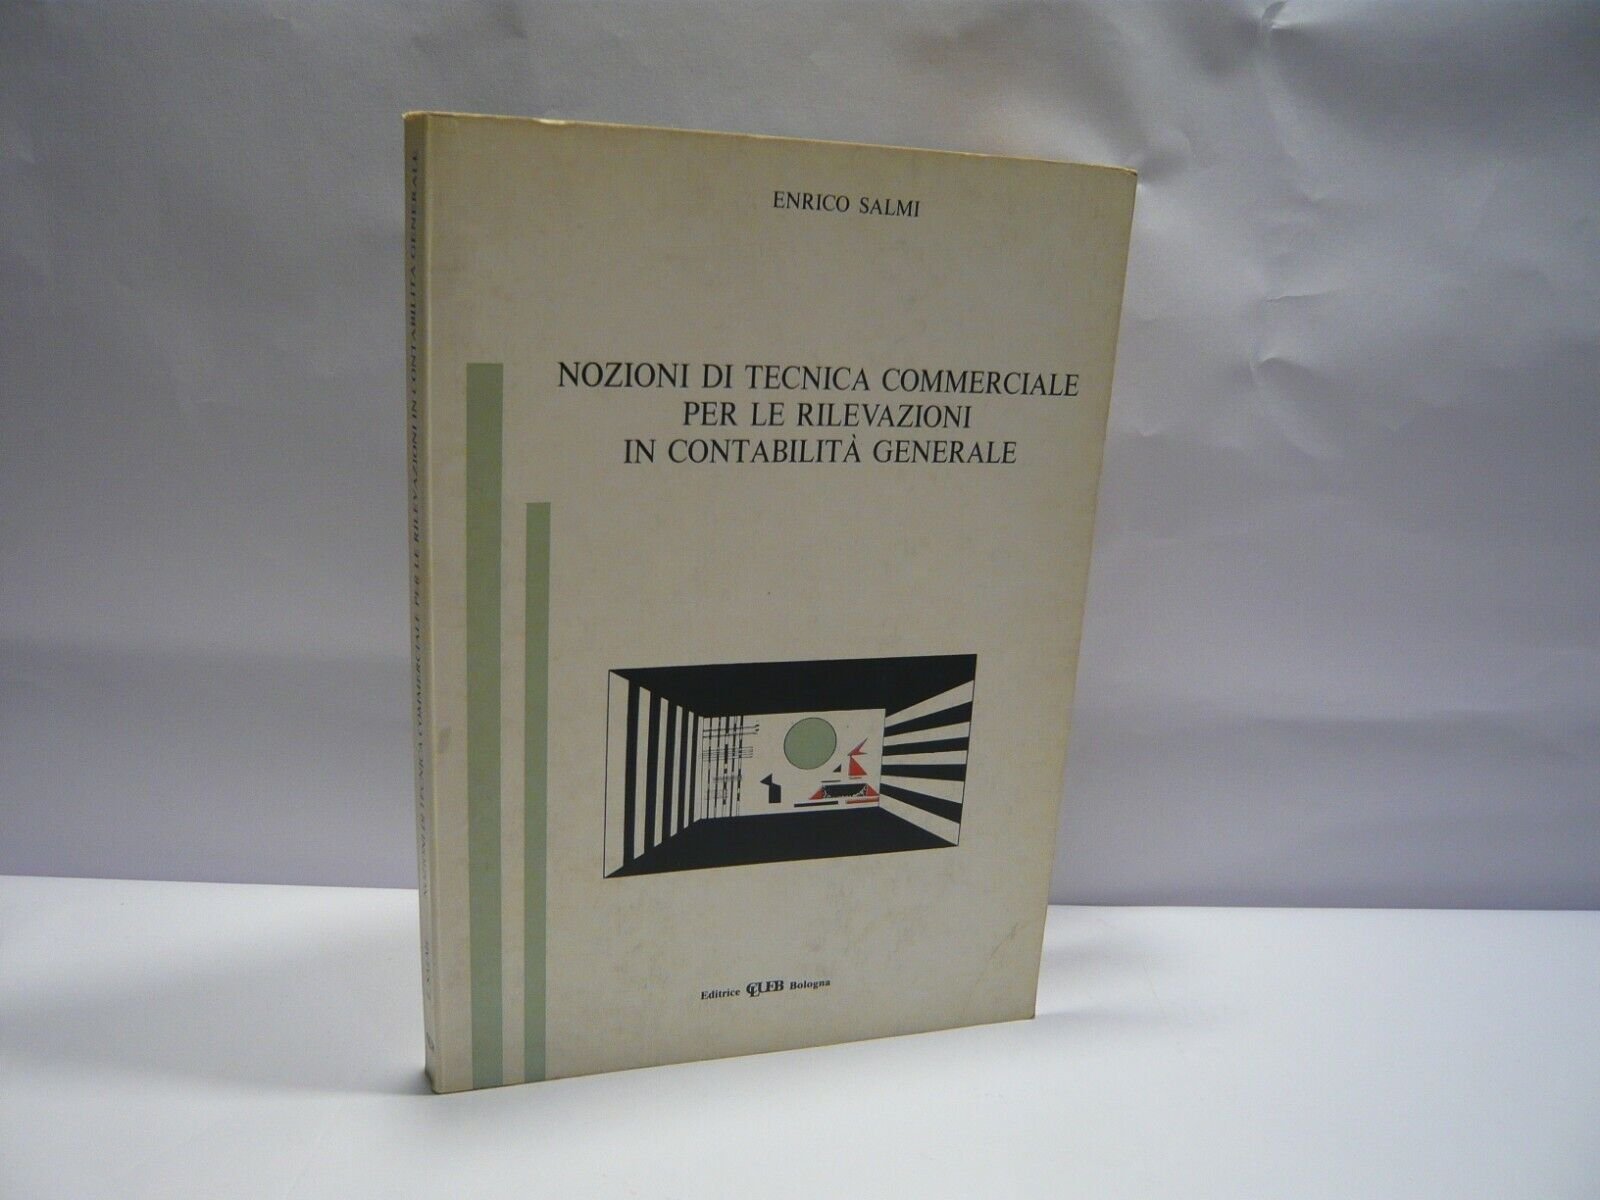 ENRICO SALMI
NOZIONI DI TECNICA COMMERCIALE
PER LE RILEVAZIONI
IN CONTABILITÀ GENERALE
Editrice CLUEB Bologna
E. SALMI NOZIONI DI TECNICA COMMERCIALE PER LE RILEVAZIONI IN CONTABILITÀ GENERALE